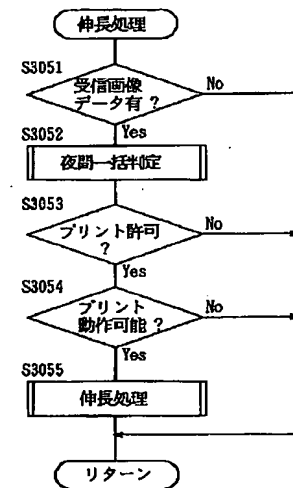 伸長処理
S3051
受信画像
データ有 ?
No
Yes
S3052
夜間一括判定
S3053
プリント許可
?
No
Yes
S3054
プリント
動作可能 ?
No
Yes
S3055
伸長処理
リターン